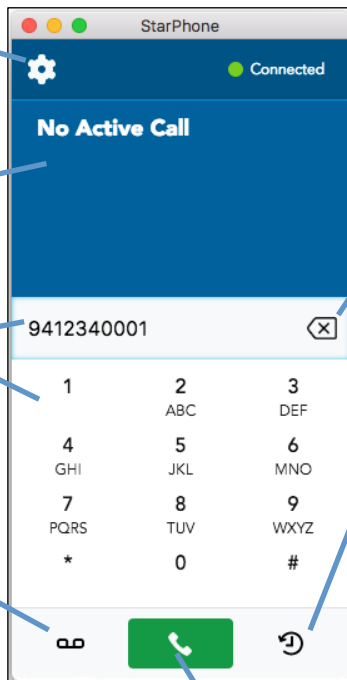 StarPhone
Connected
No Active Call
9412340001
1 2 3
ABC DEF
4 5 6
GHI JKL MNO
7 8 9
PQRS TUV WXYZ
* 0 #